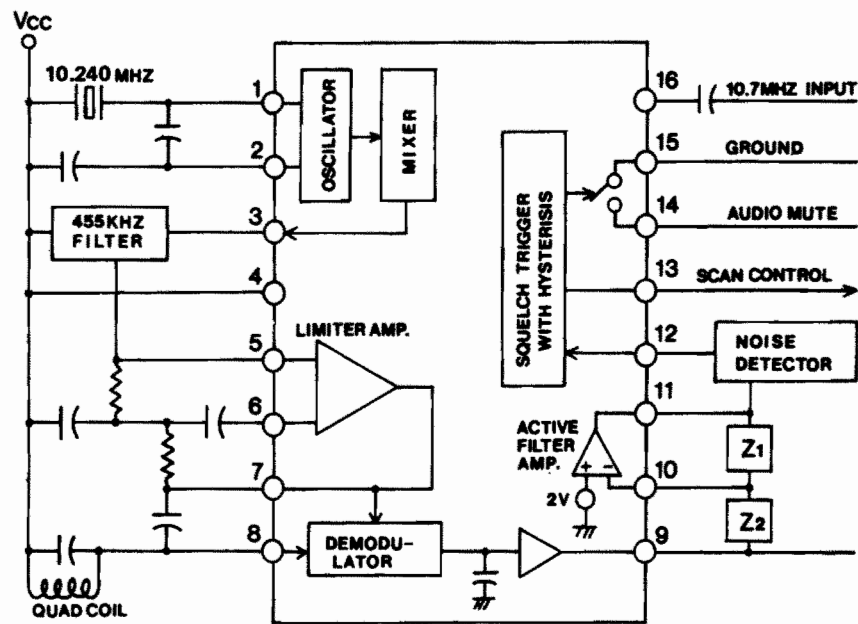 VCC
10.240 MHZ
1
2
3
4
5
6
7
8
OSCILLATOR
MIXER
455KHZ
FILTER
LIMITER AMP.
DEMODU-
LATOR
QUAD COIL
SQUELCH TRIGGER
WITH HYSTERISIS
ACTIVE
FILTER
AMP.
+ −
2V
16
10.7MHZ INPUT
15
GROUND
14
AUDIO MUTE
13
SCAN CONTROL
12
NOISE
DETECTOR
11
Z1
10
Z2
9